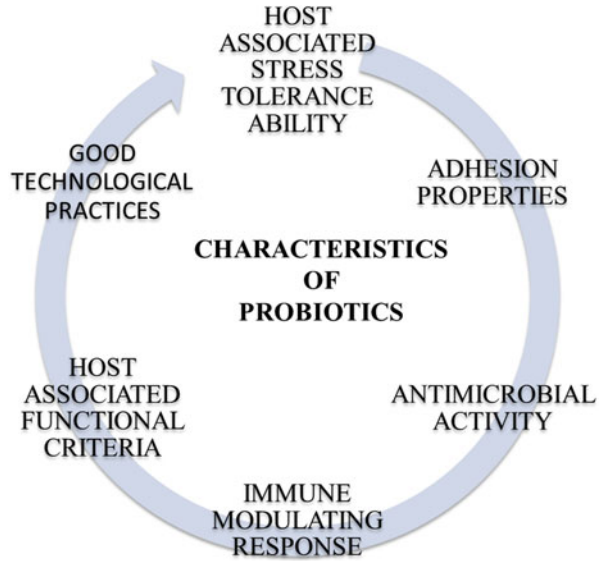 HOST
ASSOCIATED
STRESS
TOLERANCE
ABILITY
ADHESION
PROPERTIES
ANTIMICROBIAL
ACTIVITY
IMMUNE
MODULATING
RESPONSE
HOST
ASSOCIATED
FUNCTIONAL
CRITERIA
GOOD
TECHNOLOGICAL
PRACTICES
CHARACTERISTICS
OF
PROBIOTICS